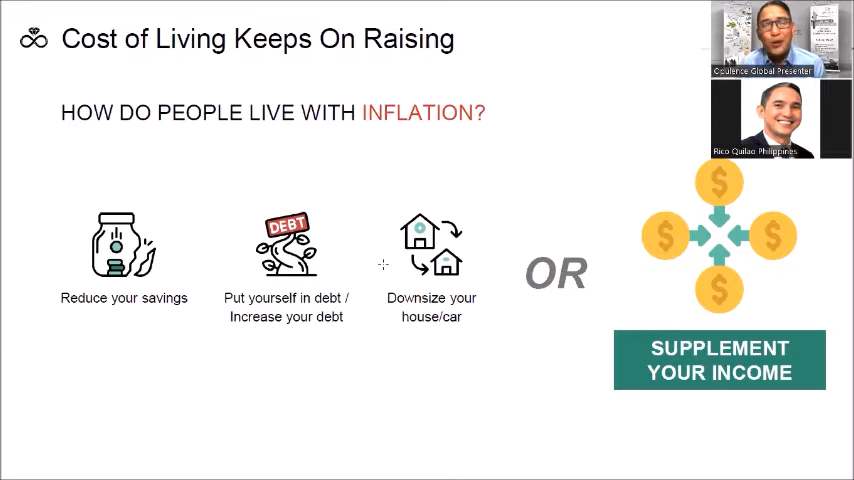 Cost of Living Keeps On Raising
HOW DO PEOPLE LIVE WITH INFLATION?
Opulence Global Presenter
Rico Quilao Philippines
DEBT
Reduce your savings
Put yourself in debt /
Increase your debt
Downsize your
house/car
OR
$
$
$
$
SUPPLEMENT
YOUR INCOME